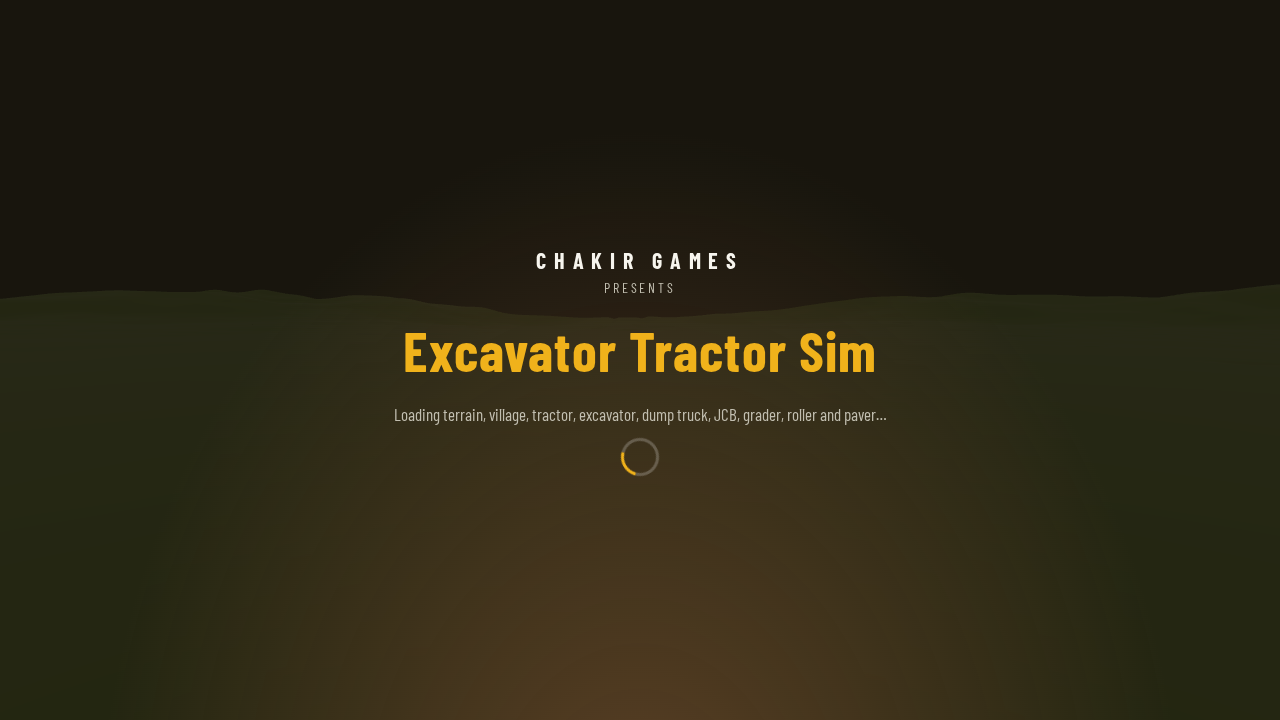 CHAKIR GAMES
PRESENTS
Excavator Tractor Sim
Loading terrain, village, tractor, excavator, dump truck, JCB, grader, roller and paver...